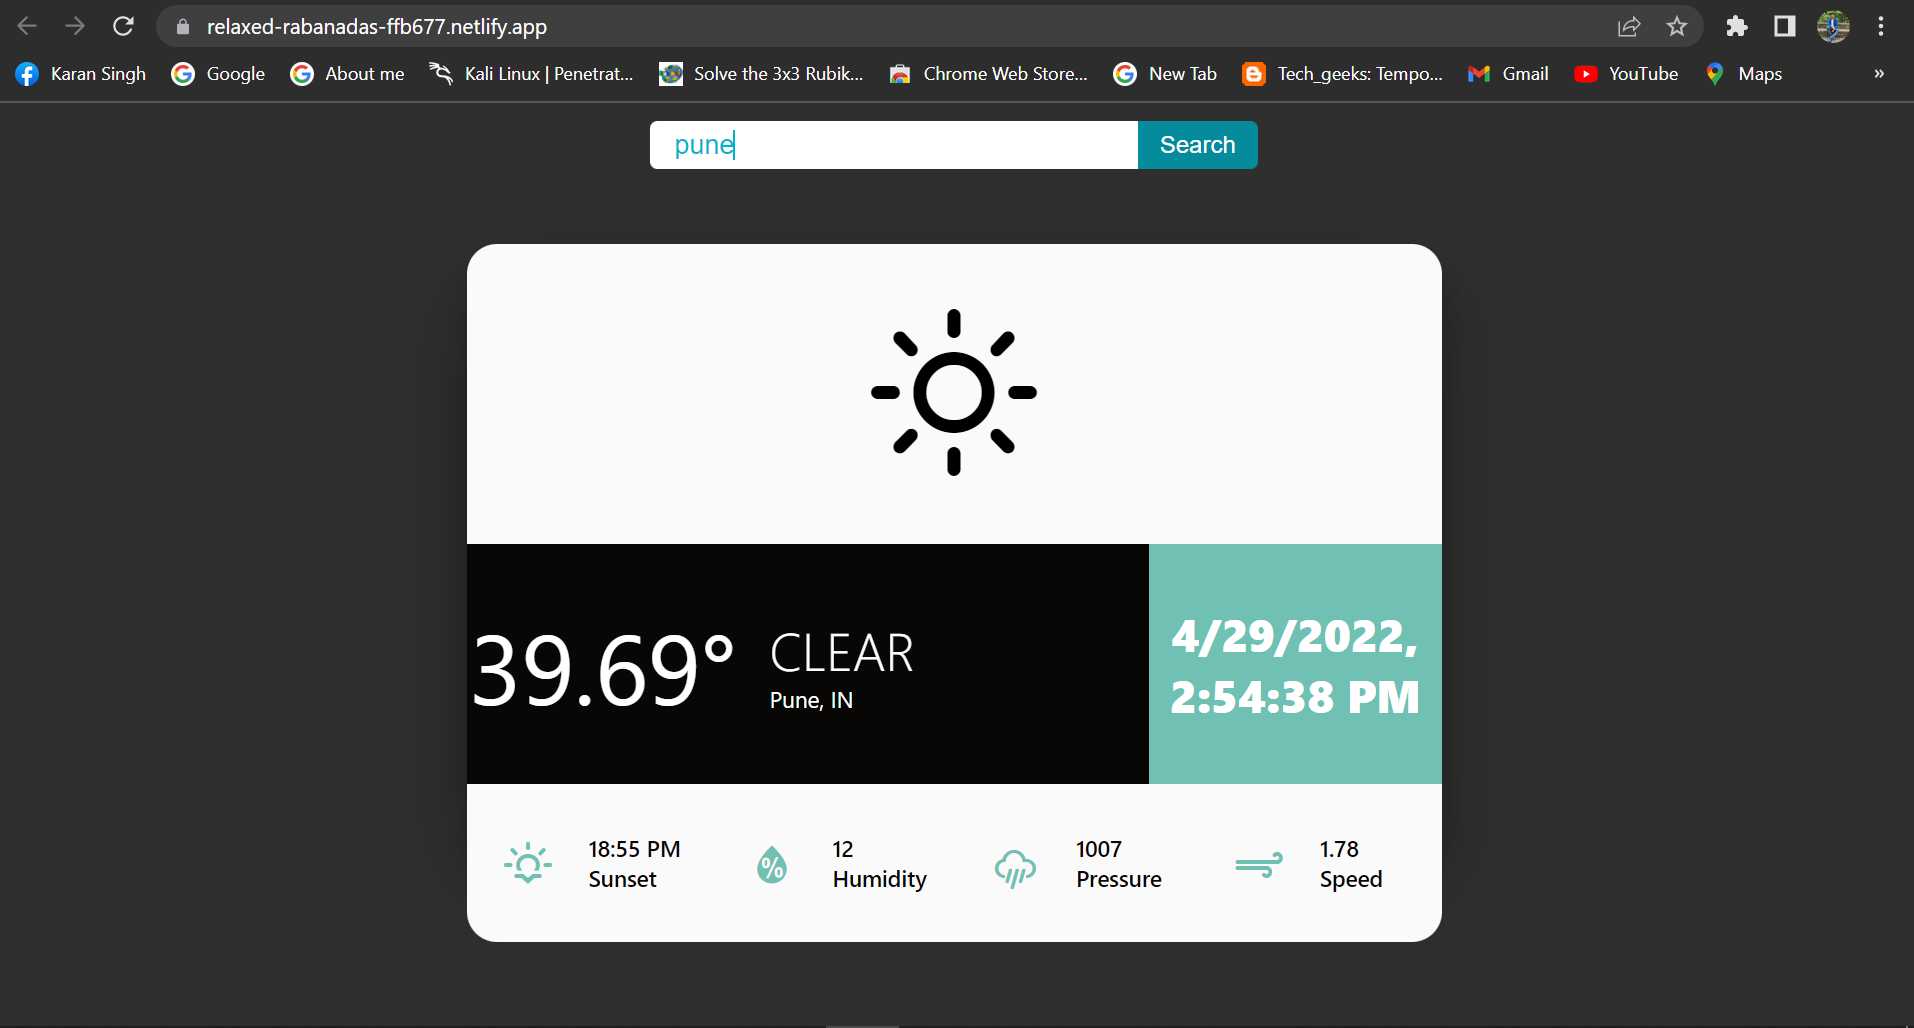 relaxed-rabanadas-ffb677.netlify.app
Karan Singh Google About me Kali Linux | Penetrat... Solve the 3x3 Rubik... Chrome Web Store... New Tab Tech_geeks: Tempo... Gmail YouTube Maps »
pune Search
39.69° CLEAR
Pune, IN
4/29/2022,
2:54:38 PM
18:55 PM
Sunset
%
12
Humidity
1007
Pressure
1.78
Speed